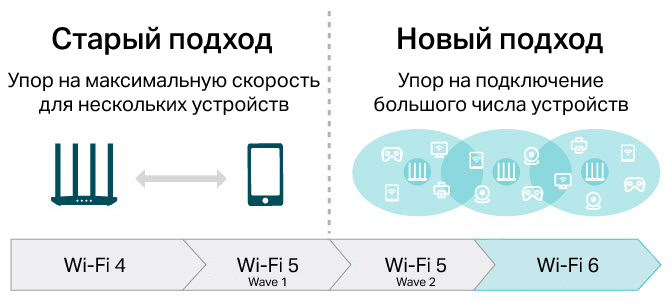 Старый подход
Упор на максимальную скорость
для нескольких устройств
Новый подход
Упор на подключение
большого числа устройств
Wi-Fi 4
Wi-Fi 5
Wave 1
Wi-Fi 5
Wave 2
Wi-Fi 6